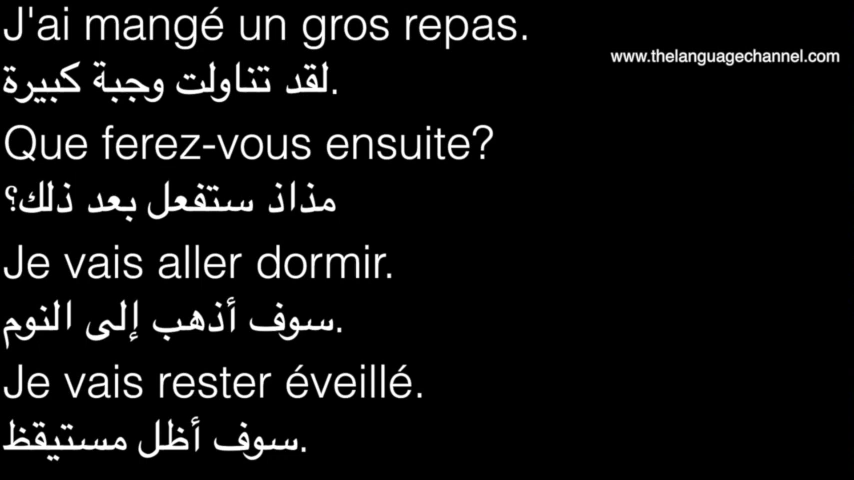 J'ai mangé un gros repas.
www.thelanguagechannel.com
لقد تناولت وجبة كبيرة.
Que ferez-vous ensuite?
مذاذ ستفعل بعد ذلك؟
Je vais aller dormir.
سوف أذهب إلى النوم.
Je vais rester éveillé.
سوف أظل مستيقظ.